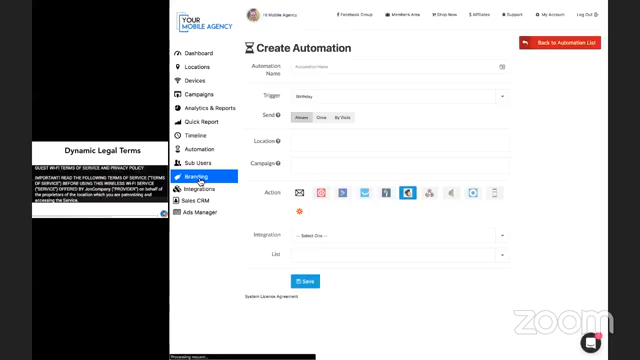 YOUR
MOBILE AGENCY
Hi Mobile Agency
Facebook Group
Members Area
Shop Now
Affiliates
Support
My Account
Log Out
Create Automation
Back to Automation List
Dashboard
Locations
Devices
Campaigns
Analytics & Reports
Quick Report
Timeline
Automation
Sub Users
Branding
Integrations
Sales CRM
Ads Manager
Automation
Name
Automation Name
Trigger
Birthday
Send
Always
Once
By Visits
Location
Campaign
Action
Integration
-- Select One --
List
Save
System License Agreement
Dynamic Legal Terms
GUEST WI-FI TERMS OF SERVICE AND PRIVACY POLICY
IMPORTANT! READ THE FOLLOWING TERMS OF SERVICE ("TERMS
OF SERVICE") BEFORE USING THIS WIRELESS WI-FI SERVICE
("SERVICE") OFFERED BY JonCompany ("PROVIDER") on behalf of
the proprietors of the location which you are patronizing and
accessing the Service.
Processing request...
zoom